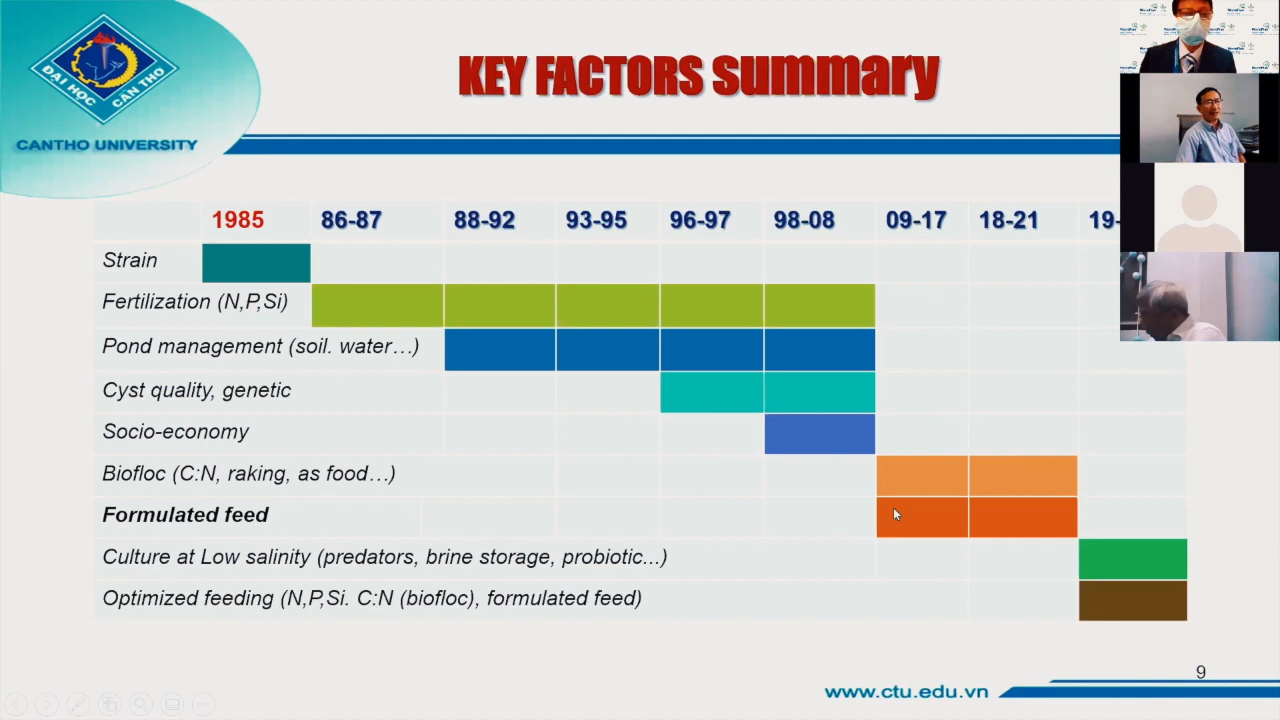 ĐẠI HỌC CẦN THƠ
CANTHO UNIVERSITY
KEY FACTORS summary
1985 86-87 88-92 93-95 96-97 98-08 09-17 18-21 19-
Strain
Fertilization (N,P,Si)
Pond management (soil. water…)
Cyst quality, genetic
Socio-economy
Biofloc (C:N, raking, as food…)
Formulated feed
Culture at Low salinity (predators, brine storage, probiotic...)
Optimized feeding (N,P,Si. C:N (biofloc), formulated feed)
9
www.ctu.edu.vn